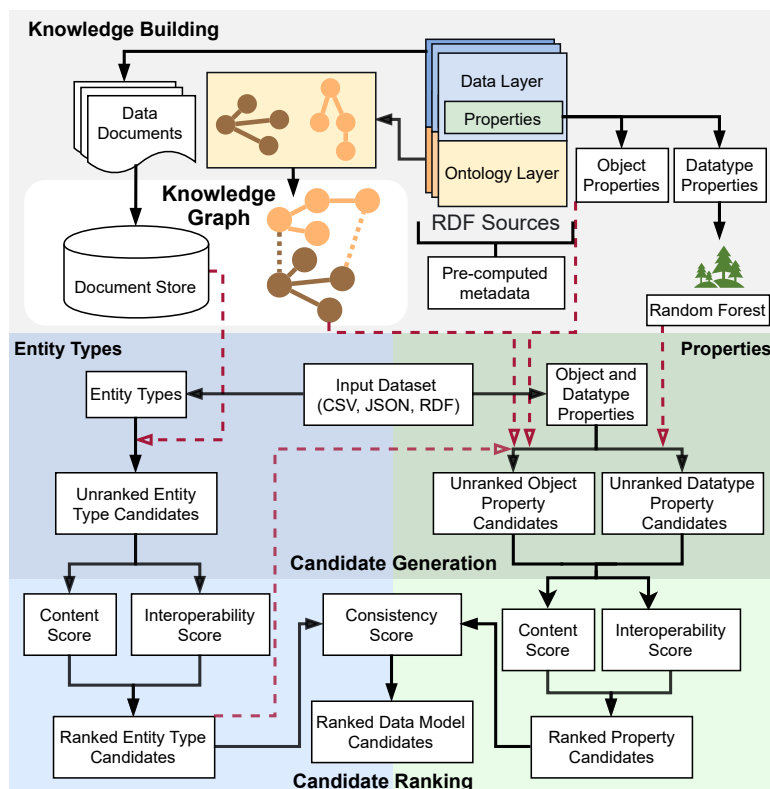 Knowledge Building
Data
Documents
Data Layer
Properties
Ontology Layer
Object
Properties
Datatype
Properties
Knowledge
Graph
RDF Sources
Document Store
Pre-computed
metadata
Random Forest
Entity Types
Properties
Entity Types
Input Dataset
(CSV, JSON, RDF)
Object and
Datatype
Properties
Unranked Entity
Type Candidates
Unranked Object
Property
Candidates
Unranked Datatype
Property
Candidates
Candidate Generation
Content
Score
Interoperability
Score
Consistency
Score
Content
Score
Interoperability
Score
Ranked Entity Type
Candidates
Ranked Data Model
Candidates
Ranked Property
Candidates
Candidate Ranking